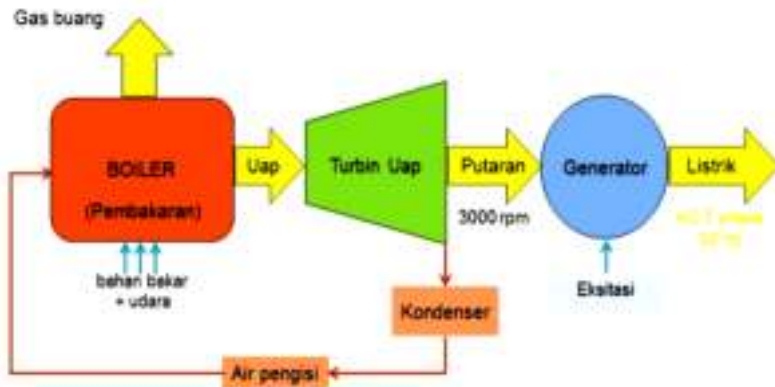 Gas buang
BOILER
(Pembakaran)
Uap
Turbin Uap
Putaran
3000 rpm
Generator
Listrik
bahan bakar
+ udara
Eksitasi
Kondenser
Air pengisi